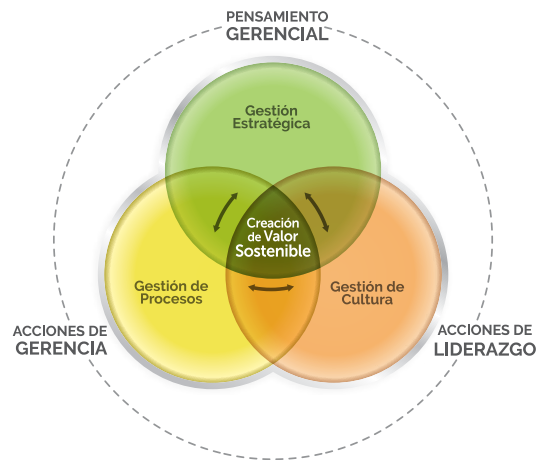 PENSAMIENTO
GERENCIAL
Gestión
Estratégica
Creación
de Valor
Sostenible
Gestión de
Procesos
Gestión de
Cultura
ACCIONES DE
GERENCIA
ACCIONES DE
LIDERAZGO